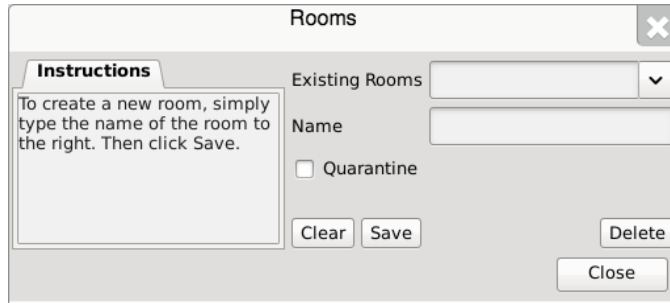 Rooms
Instructions
To create a new room, simply
type the name of the room to
the right. Then click Save.
Existing Rooms
Name
Quarantine
Clear Save Delete
Close